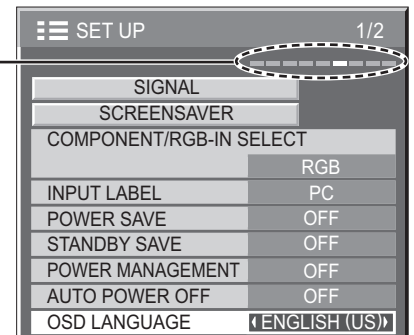 SET UP 1/2
SIGNAL
SCREENSAVER
COMPONENT/RGB-IN SELECT
RGB
INPUT LABEL PC
POWER SAVE OFF
STANDBY SAVE OFF
POWER MANAGEMENT OFF
AUTO POWER OFF OFF
OSD LANGUAGE ENGLISH (US)